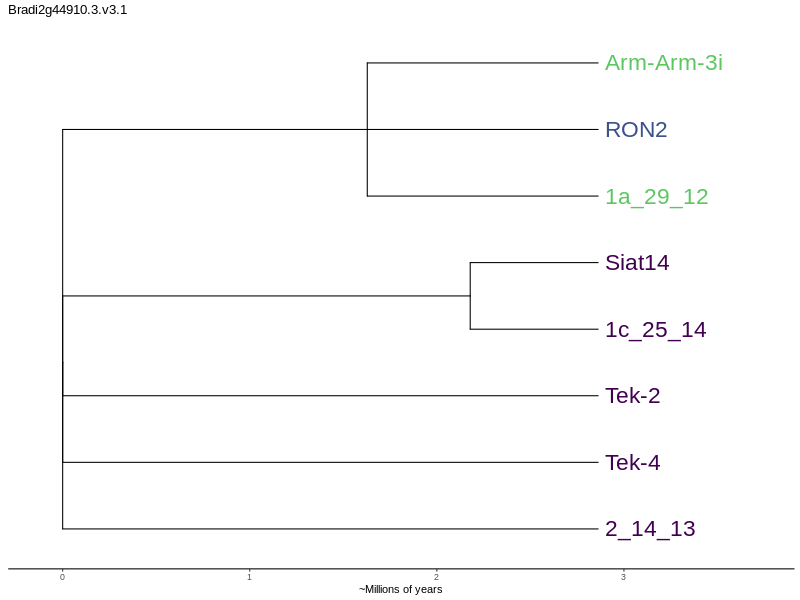 Bradi2g44910.3.v3.1
Arm-Arm-3i
RON2
1a_29_12
Siat14
1c_25_14
Tek-2
Tek-4
2_14_13
0 1 2 3
~Millions of years